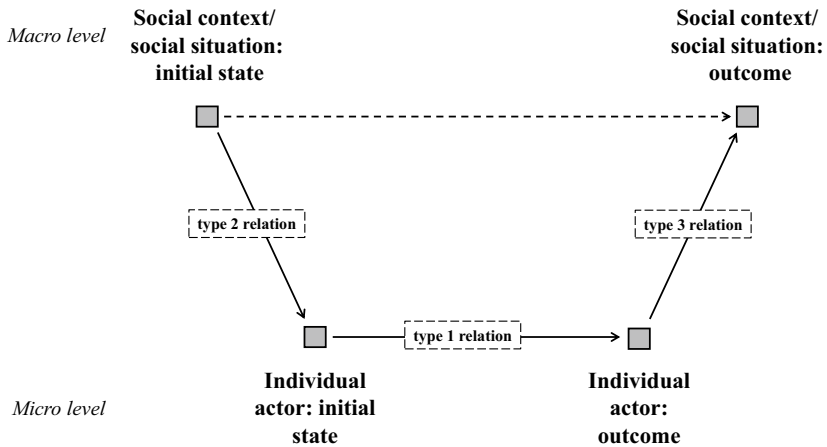 Macro level
Social context/
social situation:
initial state
Social context/
social situation:
outcome
type 2 relation
type 3 relation
type 1 relation
Micro level
Individual
actor: initial
state
Individual
actor:
outcome